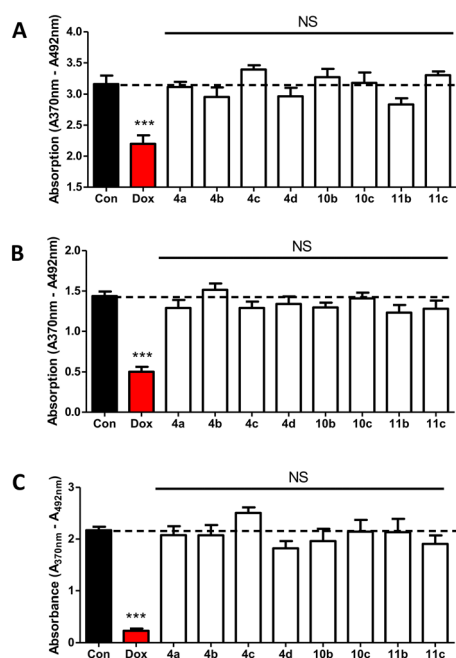 A
NS
Absorption (A370nm - A492nm)
3.5
3.0
2.5
2.0
1.5
***
Con Dox 4a 4b 4c 4d 10b 10c 11b 11c
B
NS
Absorption (A370nm - A492nm)
2.0
1.5
1.0
0.5
0.0
***
Con Dox 4a 4b 4c 4d 10b 10c 11b 11c
C
NS
Absorbance (A370nm - A492nm)
3
2
1
0
***
Con Dox 4a 4b 4c 4d 10b 10c 11b 11c